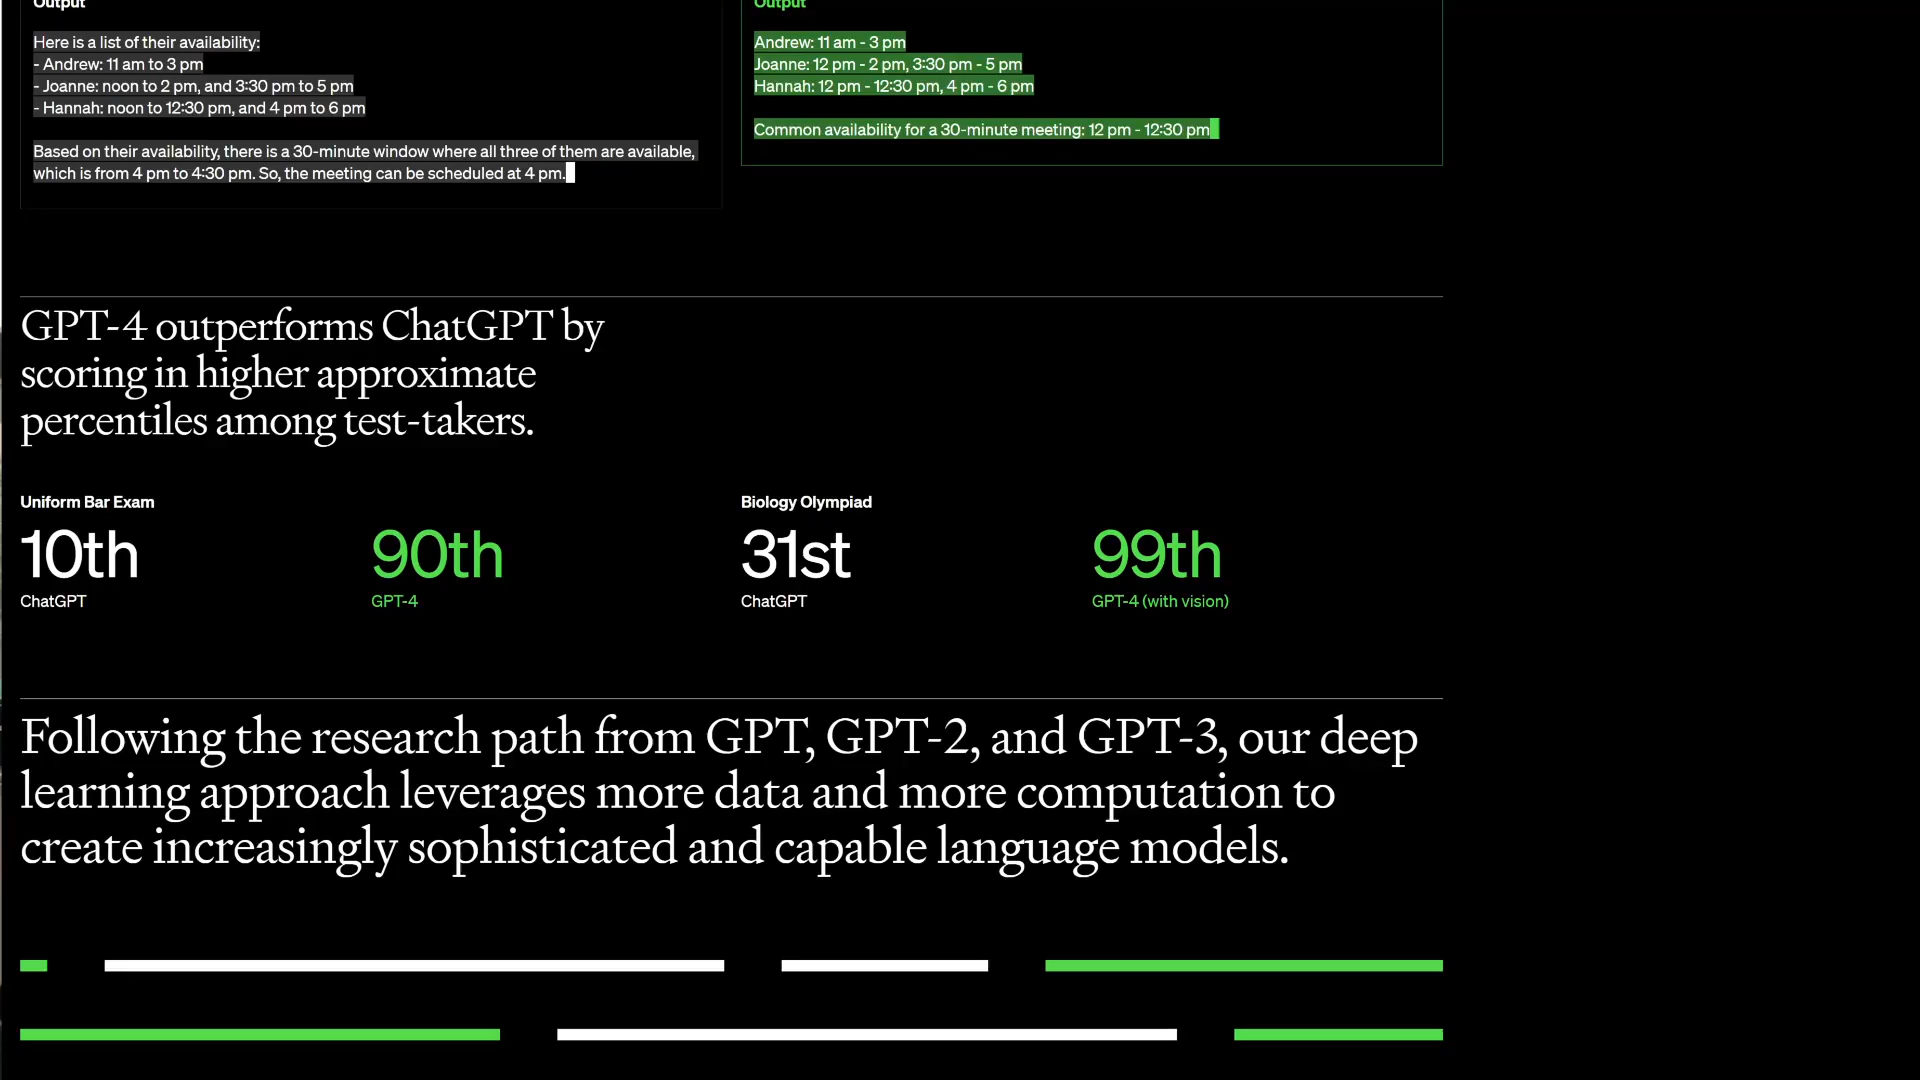 Output
Here is a list of their availability:
- Andrew: 11 am to 3 pm
- Joanne: noon to 2 pm, and 3:30 pm to 5 pm
- Hannah: noon to 12:30 pm, and 4 pm to 6 pm
Based on their availability, there is a 30-minute window where all three of them are available,
which is from 4 pm to 4:30 pm. So, the meeting can be scheduled at 4 pm.
Output
Andrew: 11 am - 3 pm
Joanne: 12 pm - 2 pm, 3:30 pm - 5 pm
Hannah: 12 pm - 12:30 pm, 4 pm - 6 pm
Common availability for a 30-minute meeting: 12 pm - 12:30 pm
GPT-4 outperforms ChatGPT by
scoring in higher approximate
percentiles among test-takers.
Uniform Bar Exam
10th
ChatGPT
90th
GPT-4
Biology Olympiad
31st
ChatGPT
99th
GPT-4 (with vision)
Following the research path from GPT, GPT-2, and GPT-3, our deep
learning approach leverages more data and more computation to
create increasingly sophisticated and capable language models.